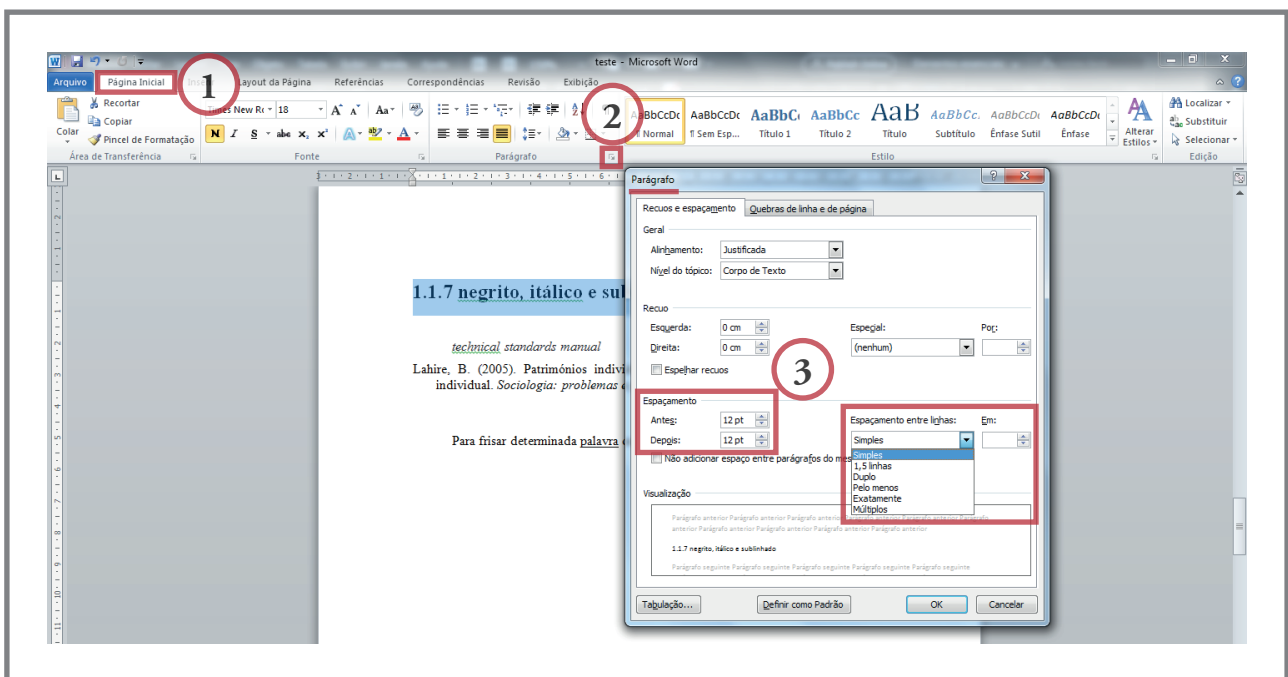 teste - Microsoft Word
Arquivo Página Inicial Layout da Página Referências Correspondências Revisão Exibição
1
2
Recortar
Copiar
Pincel de Formatação
Colar
Área de Transferência
New Rc 18
N I S abe x₂ x²
Fonte
Parágrafo
AaBbCcDc AaBbCcDc AaBbC AaBbCc AaB AaBbCc. AaBbCcDc AaBbCcDc
¶ Normal ¶ Sem Esp... Título 1 Título 2 Título Subtítulo Ênfase Sutil Ênfase
Alterar Estilos
Estilo
Localizar
Substituir
Selecionar
Edição
1.1.7 negrito, itálico e
technical standards manual
Lahire, B. (2005). Patrimónios
individual. Sociologia: problemas
Para frisar determinada palavra
Parágrafo
Recuos e espaçamento Quebras de linha e de página
Geral
Alinhamento: Justificada
Nível do tópico: Corpo de Texto
Recuo
Esquerda: 0 cm Especial: Por:
Direita: 0 cm (nenhum)
Espelhar recuos
3
Espaçamento
Antes: 12 pt Espaçamento entre linhas: Em:
Depois: 12 pt Simples
Não adicionar espaço entre parágrafos do
Simples
1,5 linhas
Duplo
Pelo menos
Exatamente
Múltiplos
Visualização
Parágrafo anterior Parágrafo anterior Parágrafo anterior Parágrafo anterior Parágrafo anterior Parágrafo anterior Parágrafo
anterior Parágrafo anterior Parágrafo anterior Parágrafo anterior Parágrafo anterior
1.1.7 negrito, itálico e sublinhado
Parágrafo seguinte Parágrafo seguinte Parágrafo seguinte Parágrafo seguinte Parágrafo seguinte
Tabulação... Definir como Padrão OK Cancelar